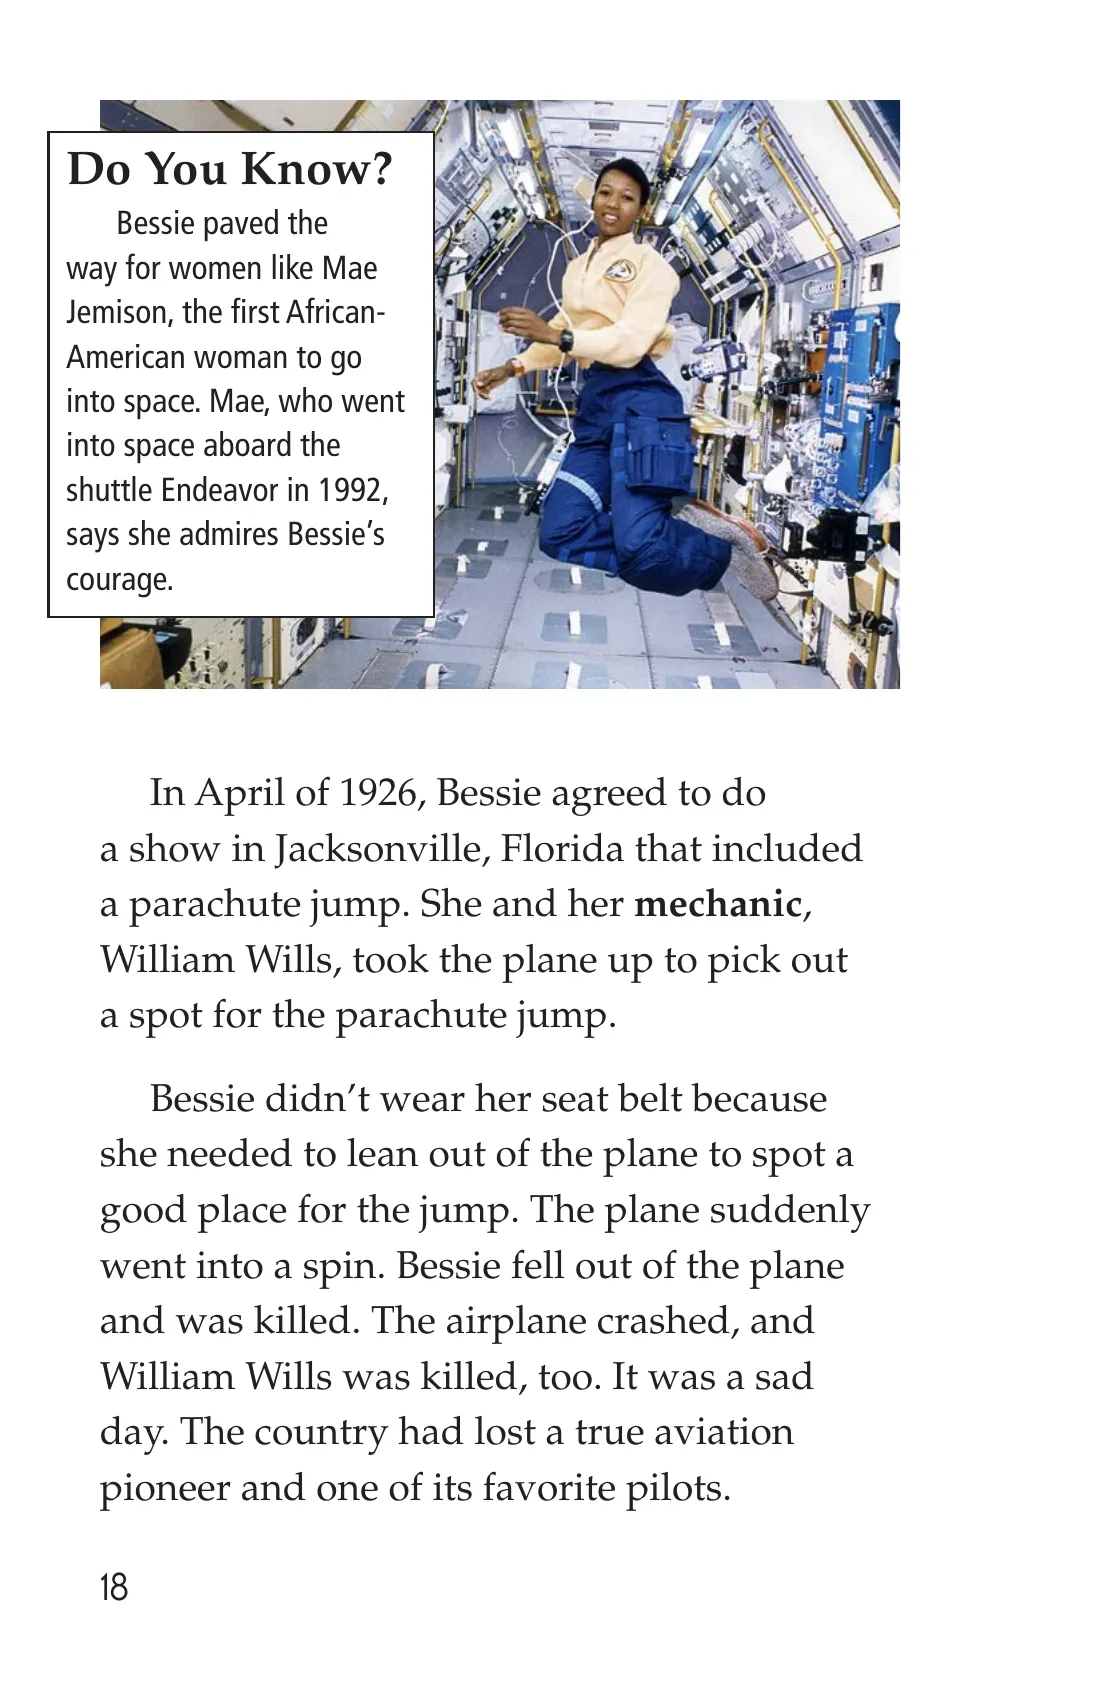 Do You Know?
Bessie paved the
way for women like Mae
Jemison, the first African-
American woman to go
into space. Mae, who went
into space aboard the
shuttle Endeavor in 1992,
says she admires Bessie’s
courage.
In April of 1926, Bessie agreed to do
a show in Jacksonville, Florida that included
a parachute jump. She and her mechanic,
William Wills, took the plane up to pick out
a spot for the parachute jump.
Bessie didn’t wear her seat belt because
she needed to lean out of the plane to spot a
good place for the jump. The plane suddenly
went into a spin. Bessie fell out of the plane
and was killed. The airplane crashed, and
William Wills was killed, too. It was a sad
day. The country had lost a true aviation
pioneer and one of its favorite pilots.
18